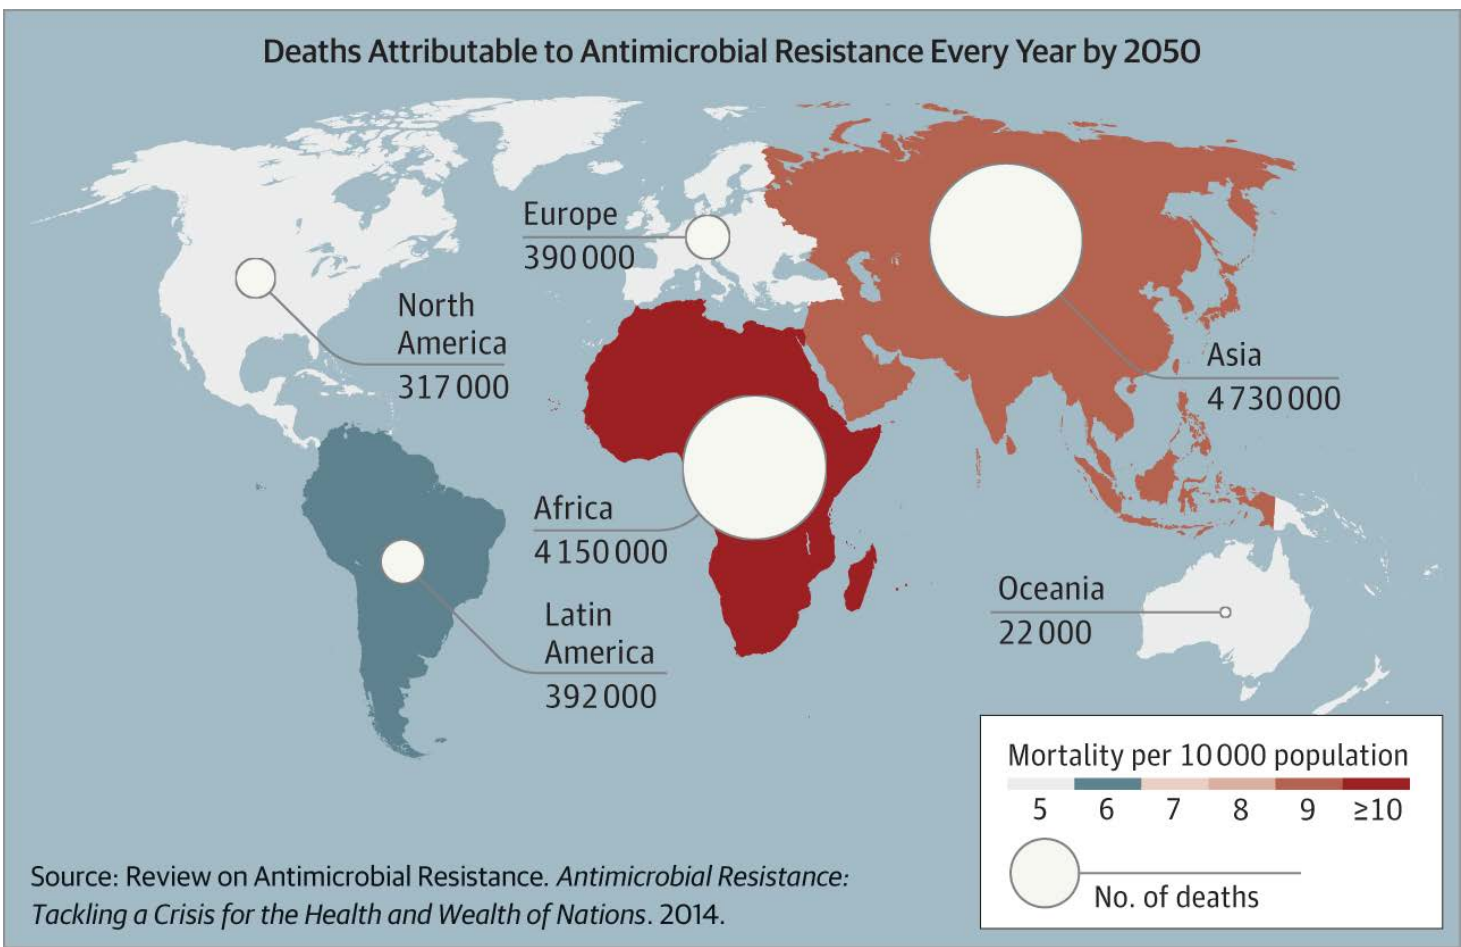 Deaths Attributable to Antimicrobial Resistance Every Year by 2050
Europe
390 000
North
America
317 000
Asia
4 730 000
Africa
4 150 000
Latin
America
392 000
Oceania
22 000
Mortality per 10 000 population
5 6 7 8 9 ≥10
No. of deaths
Source: Review on Antimicrobial Resistance. Antimicrobial Resistance:
Tackling a Crisis for the Health and Wealth of Nations. 2014.